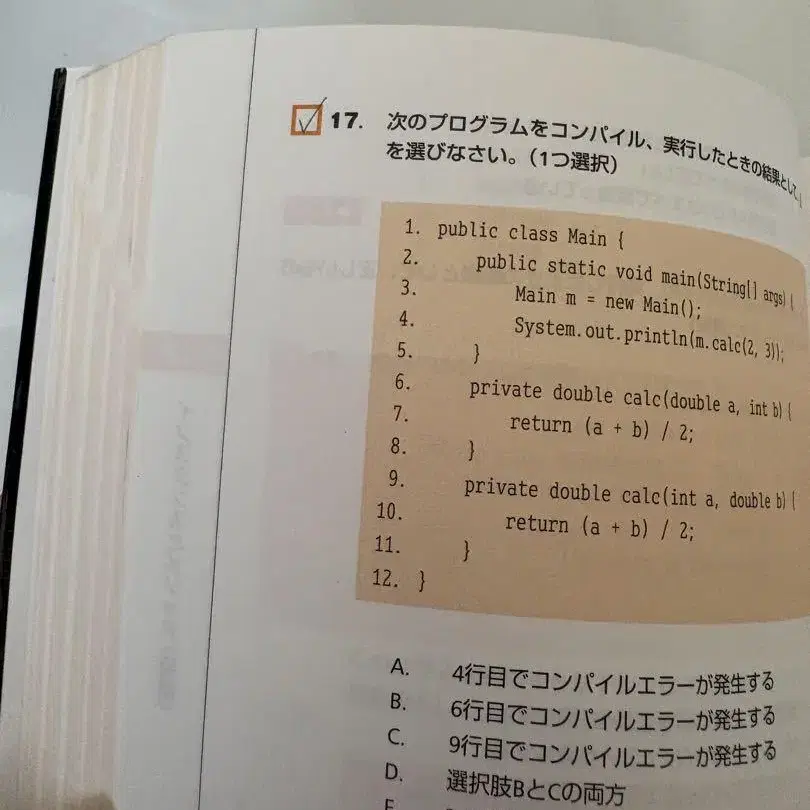 17. 次のプログラムをコンパイル、実行したときの結果として、
を選びなさい。(1つ選択)
1. public class Main {
2. public static void main(String[] args) {
3. Main m = new Main();
4. System.out.println(m.calc(2, 3));
5. }
6. private double calc(double a, int b) {
7. return (a + b) / 2;
8. }
9. private double calc(int a, double b) {
10. return (a + b) / 2;
11. }
12. }
A. 4行目でコンパイルエラーが発生する
B. 6行目でコンパイルエラーが発生する
C. 9行目でコンパイルエラーが発生する
D. 選択肢BとCの両方